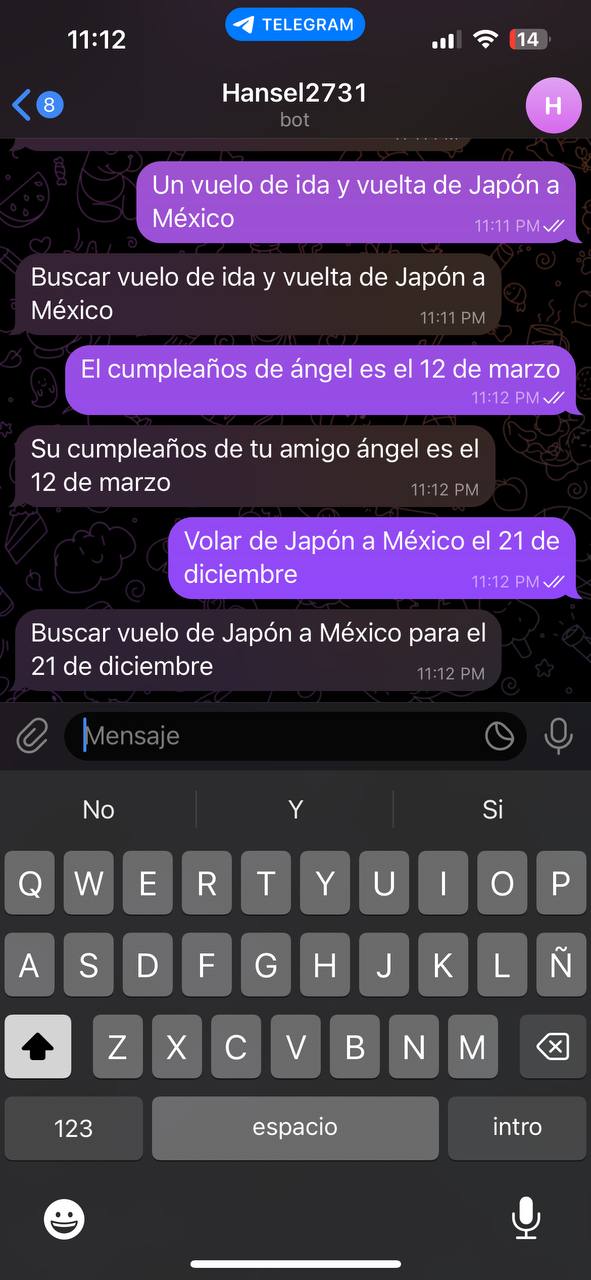 11:12
TELEGRAM
14
8
Hansel2731
H
bot
Un vuelo de ida y vuelta de Japón a
México
11:11 PM
Buscar vuelo de ida y vuelta de Japón a
México
11:11 PM
El cumpleaños de ángel es el 12 de marzo
11:12 PM
Su cumpleaños de tu amigo ángel es el
12 de marzo
11:12 PM
Volar de Japón a México el 21 de
diciembre
11:12 PM
Buscar vuelo de Japón a México para el
21 de diciembre
11:12 PM
Mensaje
No Y Si
Q W E R T Y U I O P
A S D F G H J K L Ñ
Z X C V B N M
123 espacio intro